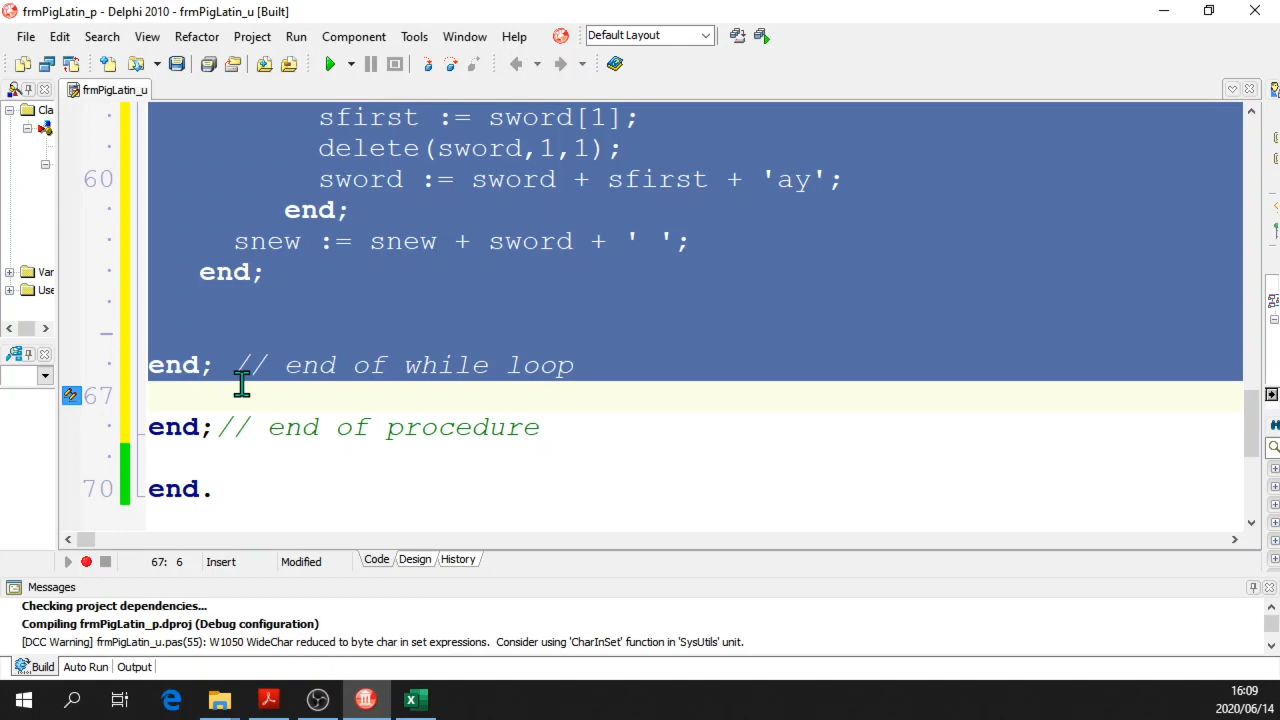 frmPigLatin_p - Delphi 2010 - frmPigLatin_u [Built]
File Edit Search View Refactor Project Run Component Tools Window Help Default Layout
frmPigLatin_u
Cla
sfirst := sword[1];
delete(sword,1,1);
60 sword := sword + sfirst + 'ay';
end;
snew := snew + sword + ' ';
end;
Var
Use
end; // end of while loop
67
end;// end of procedure
70 end.
67: 6 Insert Modified Code Design History
Messages
Checking project dependencies...
Compiling frmPigLatin_p.dproj (Debug configuration)
[DCC Warning] frmPigLatin_u.pas(55): W1050 WideChar reduced to byte char in set expressions. Consider using 'CharInSet' function in 'SysUtils' unit.
Build Auto Run Output
16:09
2020/06/14